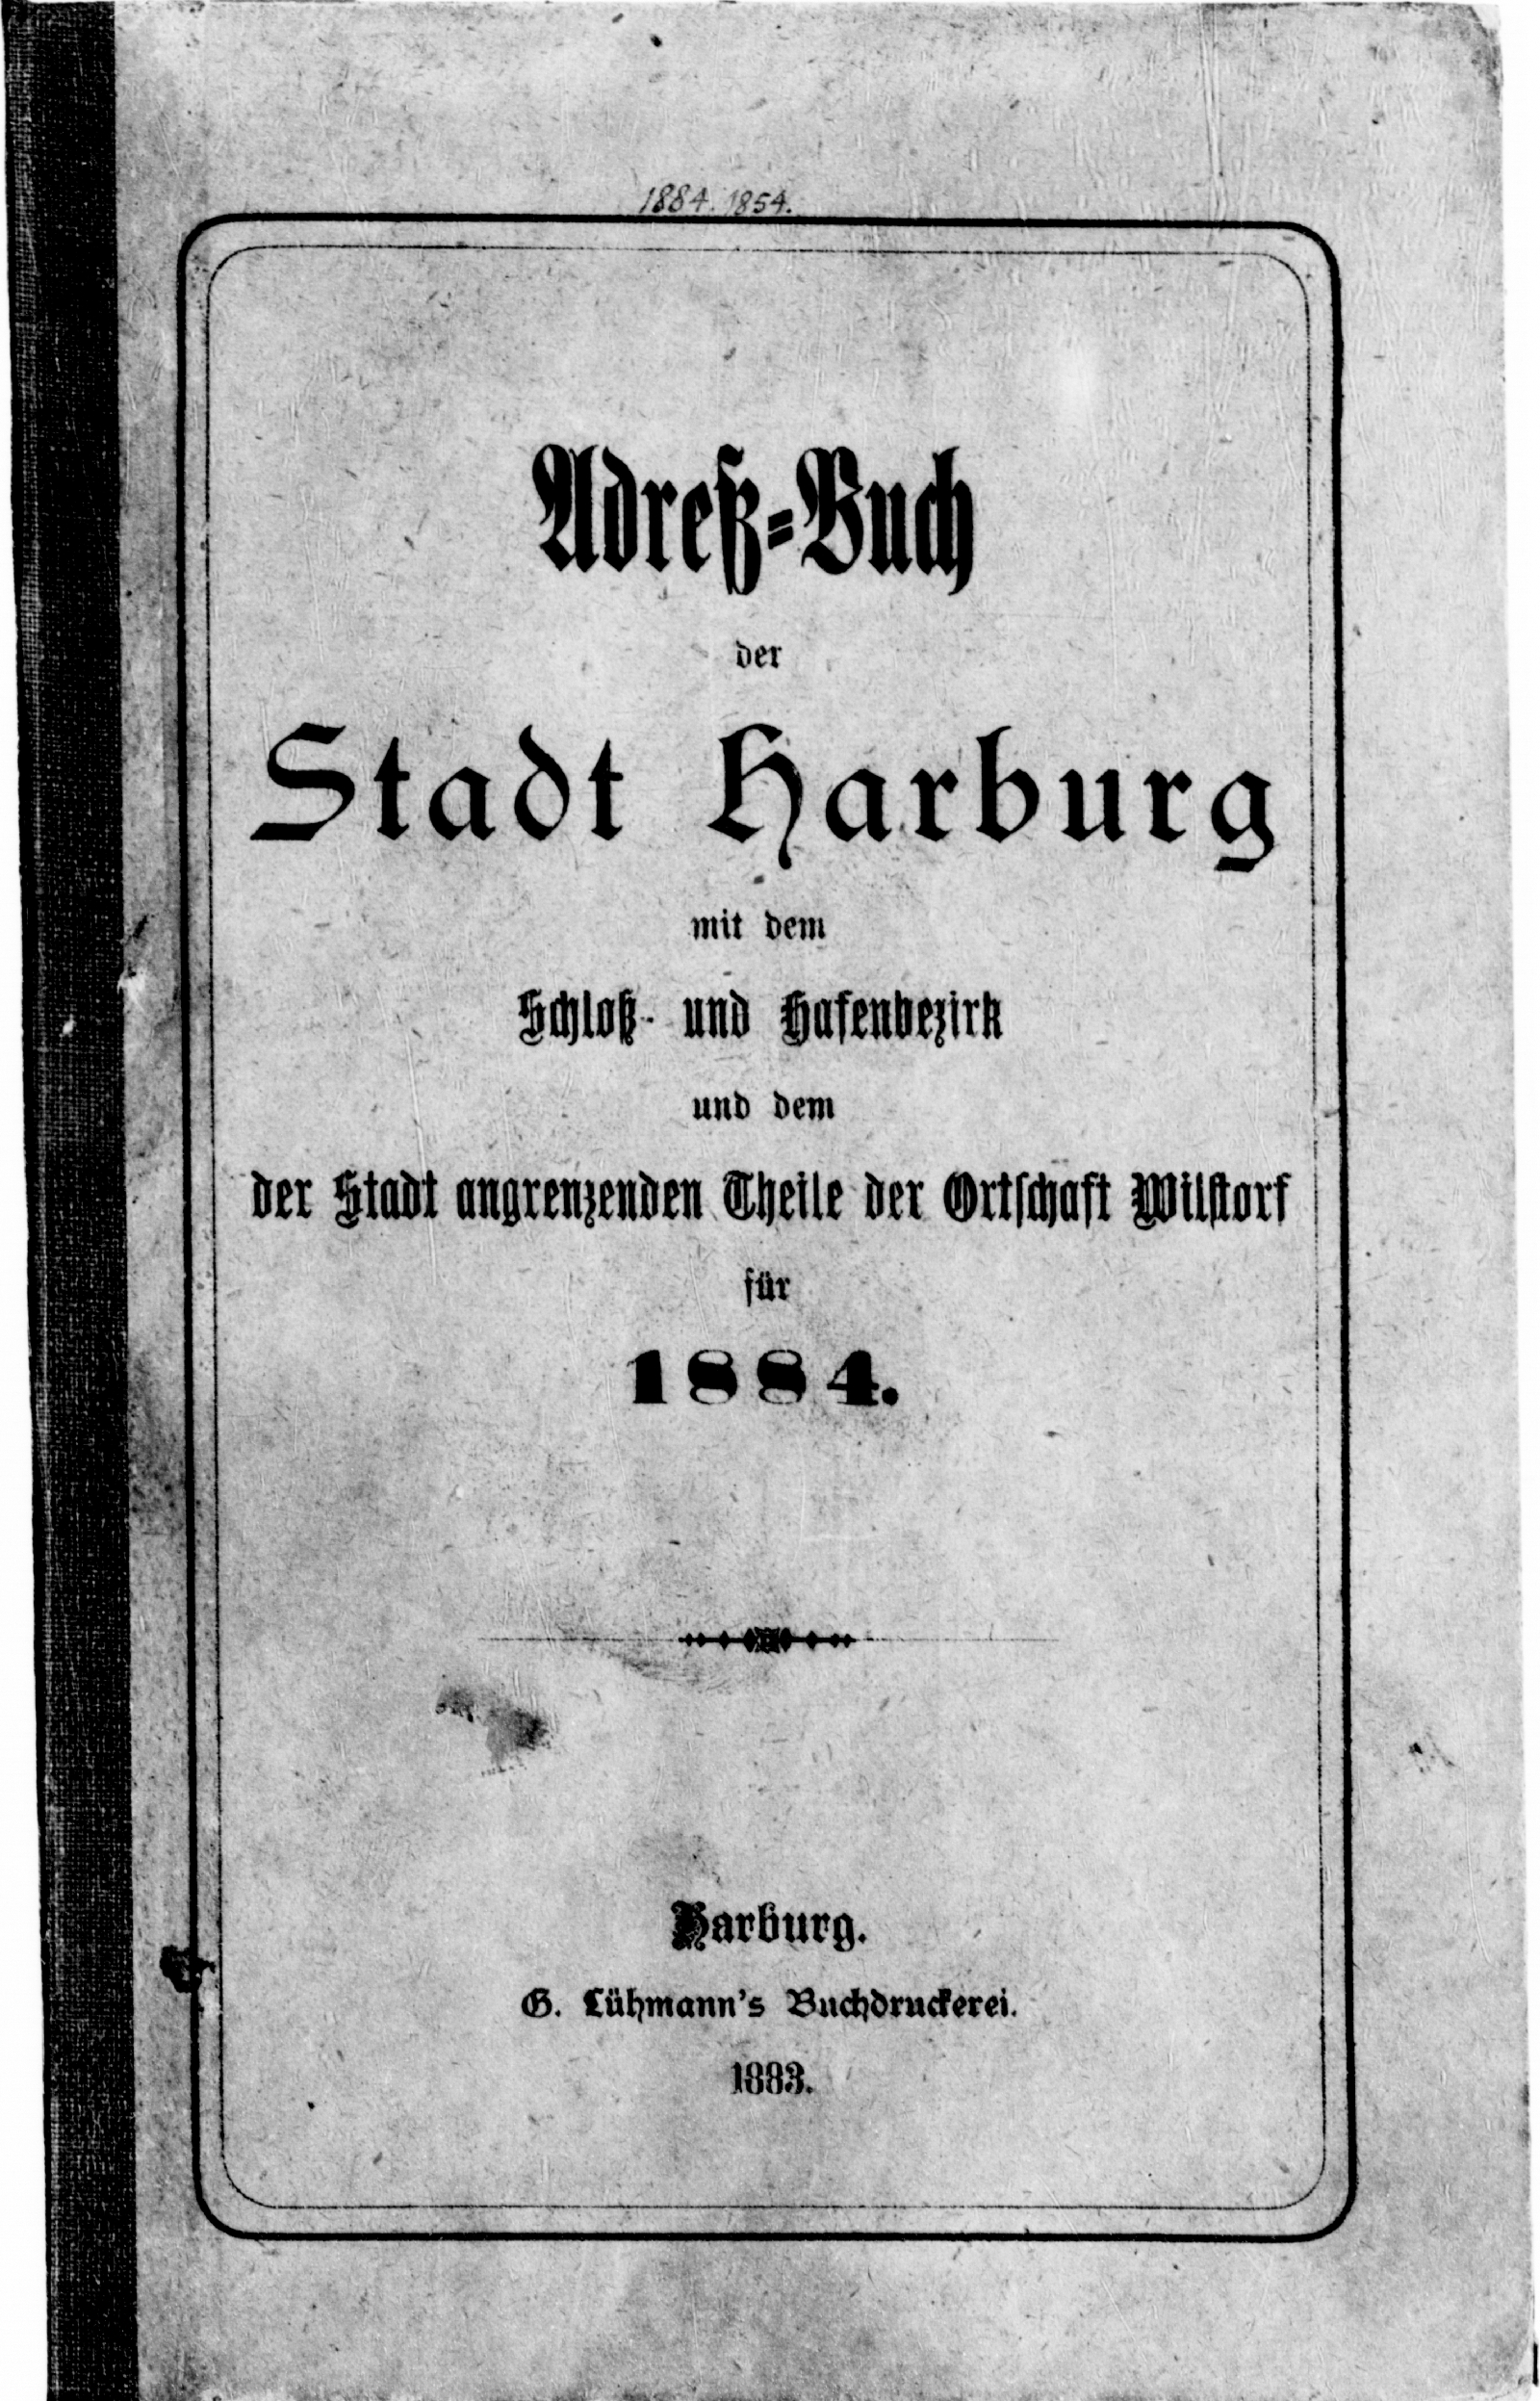 1884. 1854.
Adreß-Buch
der
Stadt Harburg
mit dem
Schloß- und Hafenbezirk
und dem
der Stadt angrenzenden Theile der Ortschaft Wilstorf
für
1884.
Harburg.
G. Lühmann's Buchdruckerei.
1883.